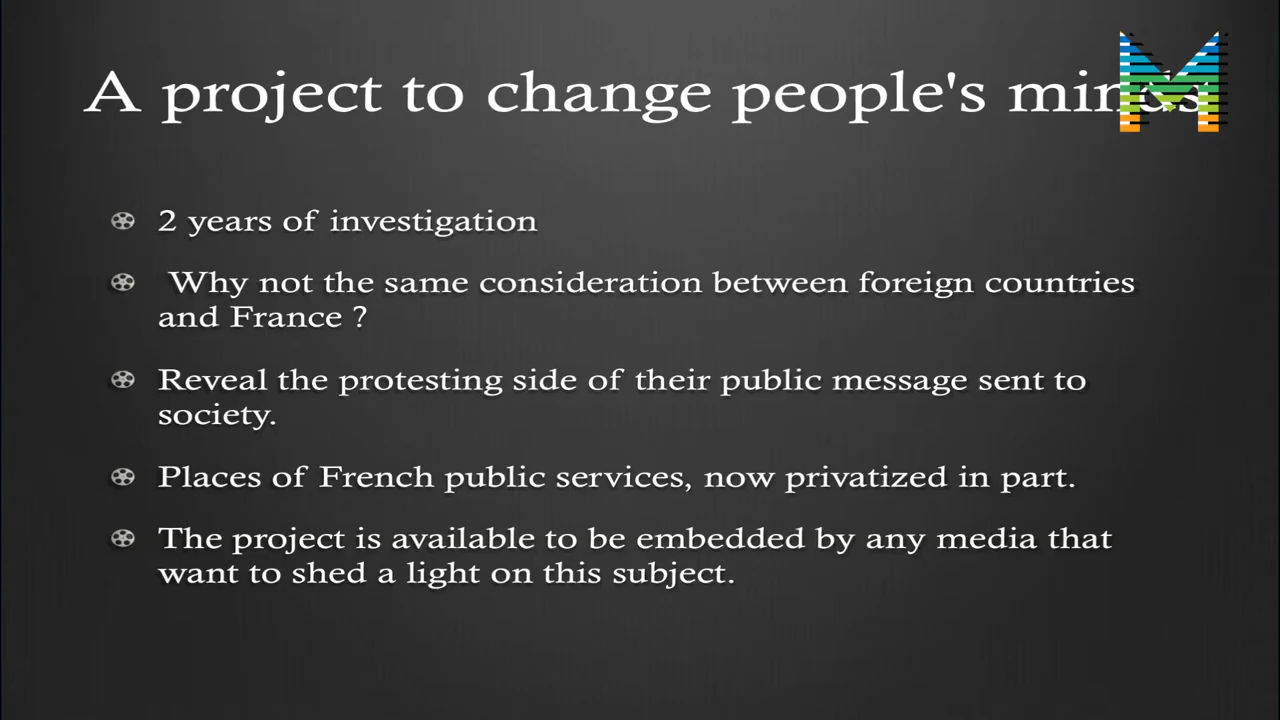 A project to change people's minds
2 years of investigation
Why not the same consideration between foreign countries
and France ?
Reveal the protesting side of their public message sent to
society.
Places of French public services, now privatized in part.
The project is available to be embedded by any media that
want to shed a light on this subject.